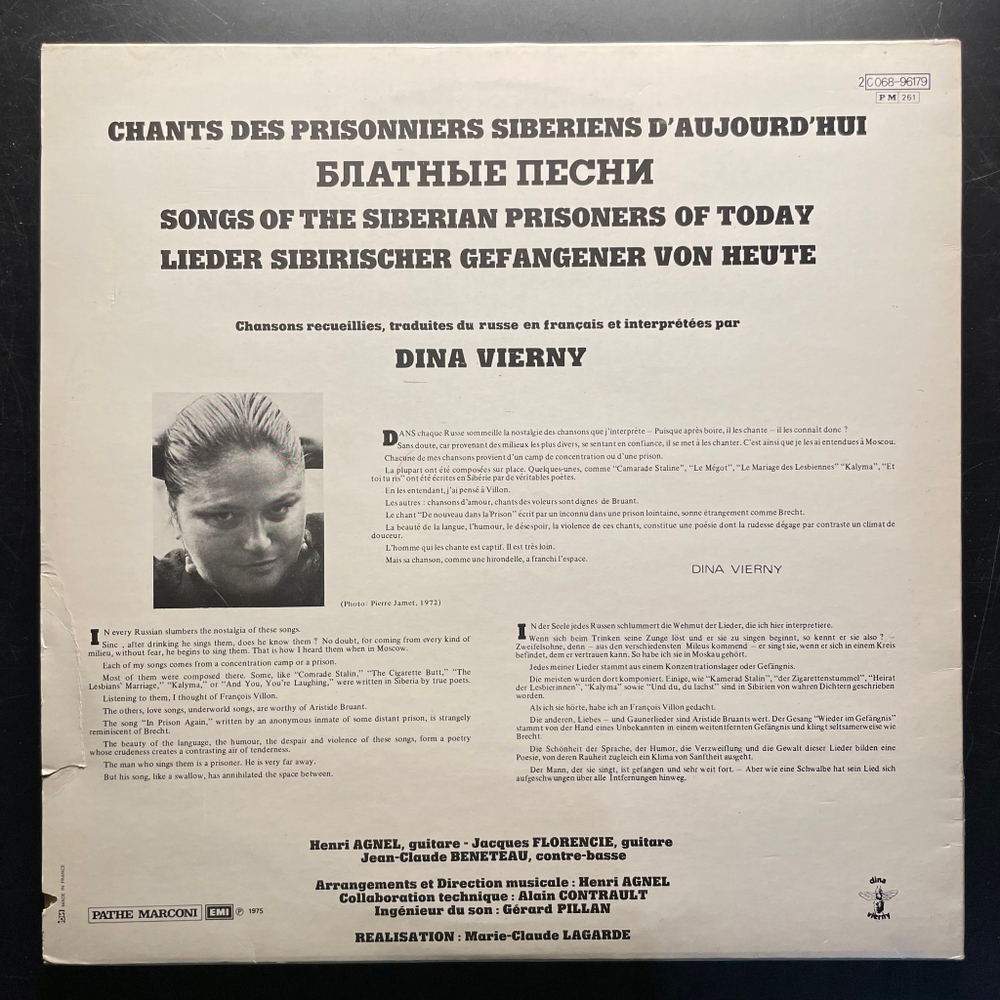 2C068-96179
PM 261
CHANTS DES PRISONNIERS SIBERIENS D'AUJOURD'HUI
БЛАТНЫЕ ПЕСНИ
SONGS OF THE SIBERIAN PRISONERS OF TODAY
LIEDER SIBIRISCHER GEFANGENER VON HEUTE
Chansons recueillies, traduites du russe en français et interprétées par
DINA VIERNY
DANS chaque Russe sommeille la nostalgie des chansons que j'interprète — Puisque après boire, il les chante — il les connaît donc ?
Sans doute, car provenant des milieux les plus divers, se sentant en confiance, il se met à les chanter. C'est ainsi que je les ai entendues à Moscou.
Chacune de mes chansons provient d'un camp de concentration ou d'une prison.
La plupart ont été composées sur place. Quelques-unes, comme "Camarade Staline", "Le Mégot", "Le Mariage des Lesbiennes" "Kalyma", "Et
toi tu ris" ont été écrites en Sibérie par de véritables poètes.
En les entendant, j'ai pensé à Villon.
Les autres : chansons d'amour, chants des voleurs sont dignes de Bruant.
Le chant "De nouveau dans la Prison" écrit par un inconnu dans une prison lointaine, sonne étrangement comme Brecht.
La beauté de la langue, l'humour, le désespoir, la violence de ces chants, constitue une poésie dont la rudesse dégage par contraste un climat de
douceur.
L'homme qui les chante est captif. Il est très loin.
Mais sa chanson, comme une hirondelle, a franchi l'espace.
DINA VIERNY
(Photo: Pierre Jamet, 1972)
IN every Russian slumbers the nostalgia of these songs.
Sinc , after drinking he sings them, does he know them ? No doubt, for coming from every kind of
milieu, without fear, he begins to sing them. That is how I heard them when in Moscow.
Each of my songs comes from a concentration camp or a prison.
Most of them were composed there. Some, like "Comrade Stalin," "The Cigarette Butt," "The
Lesbians' Marriage," "Kalyma," or "And You, You're Laughing," were written in Siberia by true poets.
Listening to them, I thought of François Villon.
The others, love songs, underworld songs, are worthy of Aristide Bruant.
The song "In Prison Again," written by an anonymous inmate of some distant prison, is strangely
reminiscent of Brecht.
The beauty of the language, the humour, the despair and violence of these songs, form a poetry
whose crudeness creates a contrasting air of tenderness.
The man who sings them is a prisoner. He is very far away.
But his song, like a swallow, has annihilated the space between.
IN der Seele jedes Russen schlummert die Wehmut der Lieder, die ich hier interpretiere.
Wenn sich beim Trinken seine Zunge löst und er sie zu singen beginnt, so kennt er sie also ? —
Zweifelsohne, denn — aus den verschiedensten Mileus kommend — er singt sie, wenn er sich in einem Kreis
befindet, dem er vertrauen kann. So habe ich sie in Moskau gehört.
Jedes meiner Lieder stammt aus einem Konzentrationslager oder Gefängnis.
Die meisten wurden dort komponiert. Einige, wie "Kamerad Stalin", "der Zigarettenstummel", "Heirat
der Lesbierinnen", "Kalyma" sowie "Und du, du lachst" sind in Sibirien von wahren Dichtern geschrieben
worden.
Als ich sie hörte, habe ich an François Villon gedacht.
Die anderen, Liebes — und Gaunerlieder sind Aristide Bruants wert. Der Gesang "Wieder im Gefängnis"
stammt von der Hand eines Unbekannten in einem weitentfernten Gefängnis und klingt seltsamerweise wie
Brecht.
Die Schönheit der Sprache, der Humor, die Verzweiflung und die Gewalt dieser Lieder bilden eine
Poesie, von deren Rauheit zugleich ein Klima von Sanftheit ausgeht.
Der Mann, der sie singt, ist gefangen und sehr weit fort. — Aber wie eine Schwalbe hat sein Lied sich
aufgeschwungen über alle Intfernungen hinweg.
Henri AGNEL, guitare - Jacques FLORENCIE, guitare
Jean-Claude BENETEAU, contre-basse
Arrangements et Direction musicale : Henri AGNEL
Collaboration technique : Alain CONTRAULT
Ingénieur du son : Gérard PILLAN
REALISATION : Marie-Claude LAGARDE
MADE IN FRANCE
PATHE MARCONI EMI ℗ 1975
dina
vierny